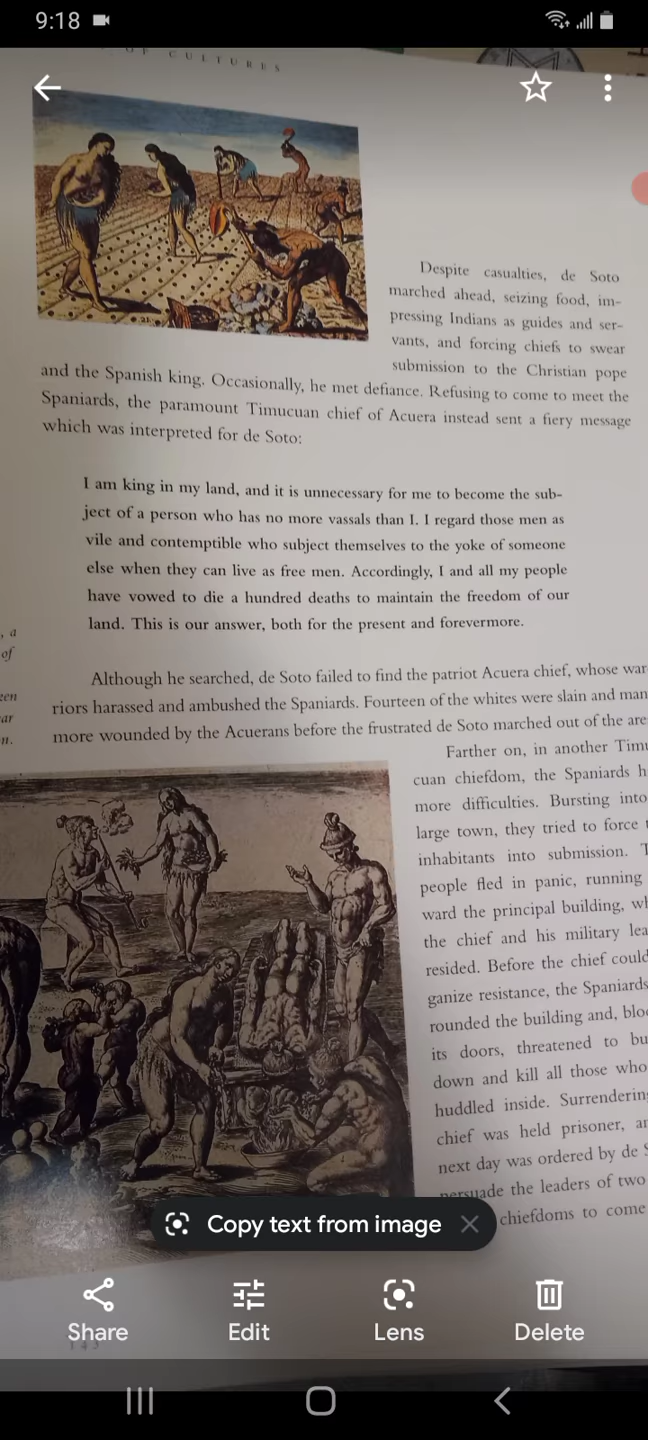 9:18
OF CULTURES
Despite casualties, de Soto
marched ahead, seizing food, im-
pressing Indians as guides and ser-
vants, and forcing chiefs to swear
submission to the Christian pope
and the Spanish king. Occasionally, he met defiance. Refusing to come to meet the
Spaniards, the paramount Timucuan chief of Acuera instead sent a fiery message
which was interpreted for de Soto:
I am king in my land, and it is unnecessary for me to become the sub-
ject of a person who has no more vassals than I. I regard those men as
vile and contemptible who subject themselves to the yoke of someone
else when they can live as free men. Accordingly, I and all my people
have vowed to die a hundred deaths to maintain the freedom of our
land. This is our answer, both for the present and forevermore.
, a
of
ar
n.
Although he searched, de Soto failed to find the patriot Acuera chief, whose war
riors harassed and ambushed the Spaniards. Fourteen of the whites were slain and man
more wounded by the Acuerans before the frustrated de Soto marched out of the are
Farther on, in another Timu
cuan chiefdom, the Spaniards h
more difficulties. Bursting into
large town, they tried to force
inhabitants into submission. T
people fled in panic, running
ward the principal building, wh
the chief and his military lea
resided. Before the chief could
ganize resistance, the Spaniards
rounded the building and, bloc
its doors, threatened to bu
down and kill all those who
huddled inside. Surrendering
chief was held prisoner, an
next day was ordered by de S
persuade the leaders of two
chiefdoms to come
Copy text from image
Share Edit Lens Delete
143